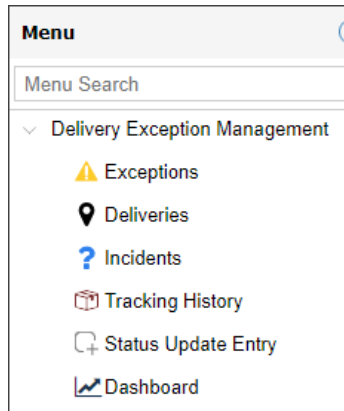 Menu
Menu Search
Delivery Exception Management
Exceptions
Deliveries
Incidents
Tracking History
Status Update Entry
Dashboard